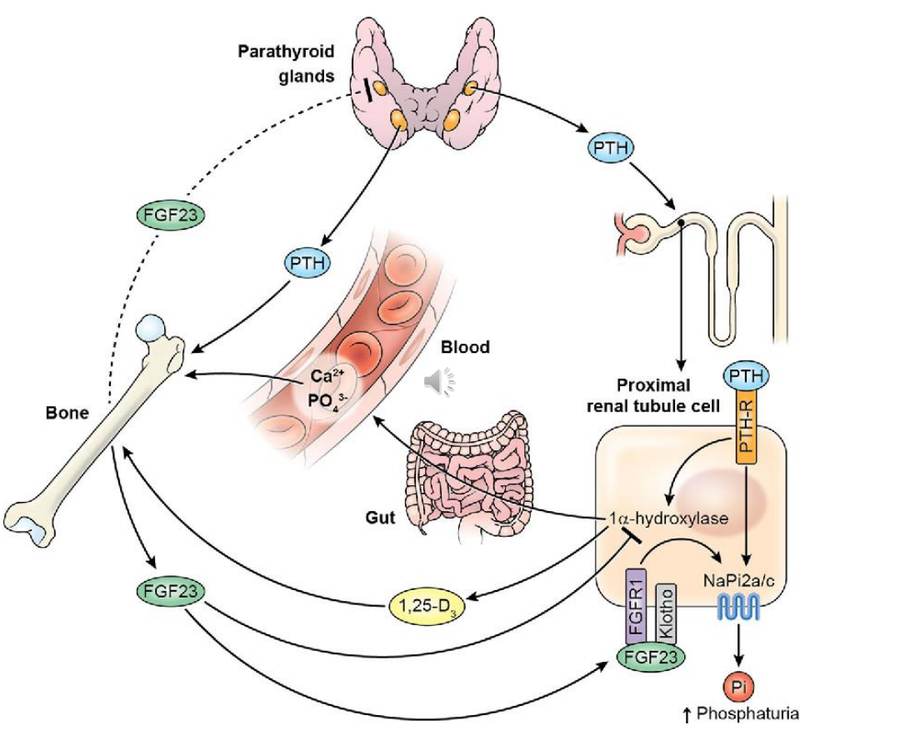 Parathyroid
glands
PTH
FGF23
PTH
Blood
Ca²⁺
PO₄³⁻
Bone
Proximal
renal tubule cell
PTH
PTH-R
Gut
1α-hydroxylase
NaPi2a/c
FGF23
1,25-D₃
FGFR1
Klotho
FGF23
Pi
↑ Phosphaturia